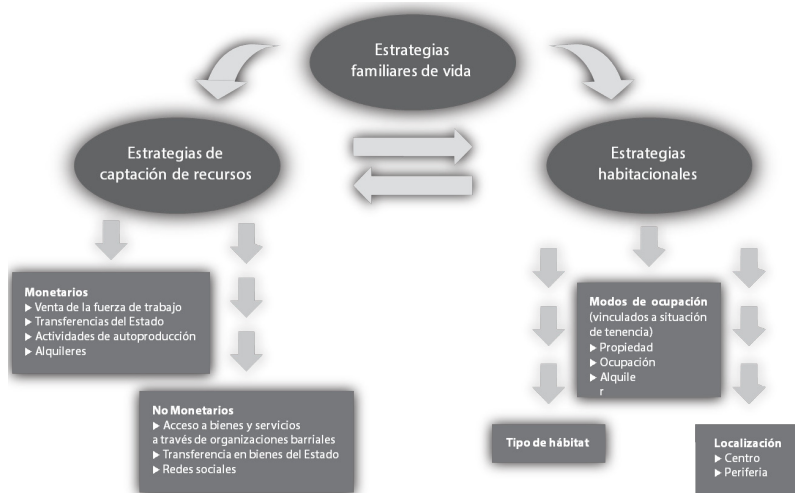 Estrategias
familiares de vida
Estrategias de
captación de recursos
Estrategias
habitacionales
Monetarios
▶ Venta de la fuerza de trabajo
▶ Transferencias del Estado
▶ Actividades de autoproducción
▶ Alquileres
No Monetarios
▶ Acceso a bienes y servicios
a través de organizaciones barriales
▶ Transferencia en bienes del Estado
▶ Redes sociales
Modos de ocupación
(vinculados a situación
de tenencia)
▶ Propiedad
▶ Ocupación
▶ Alquile
r
Tipo de hábitat
Localización
▶ Centro
▶ Periferia